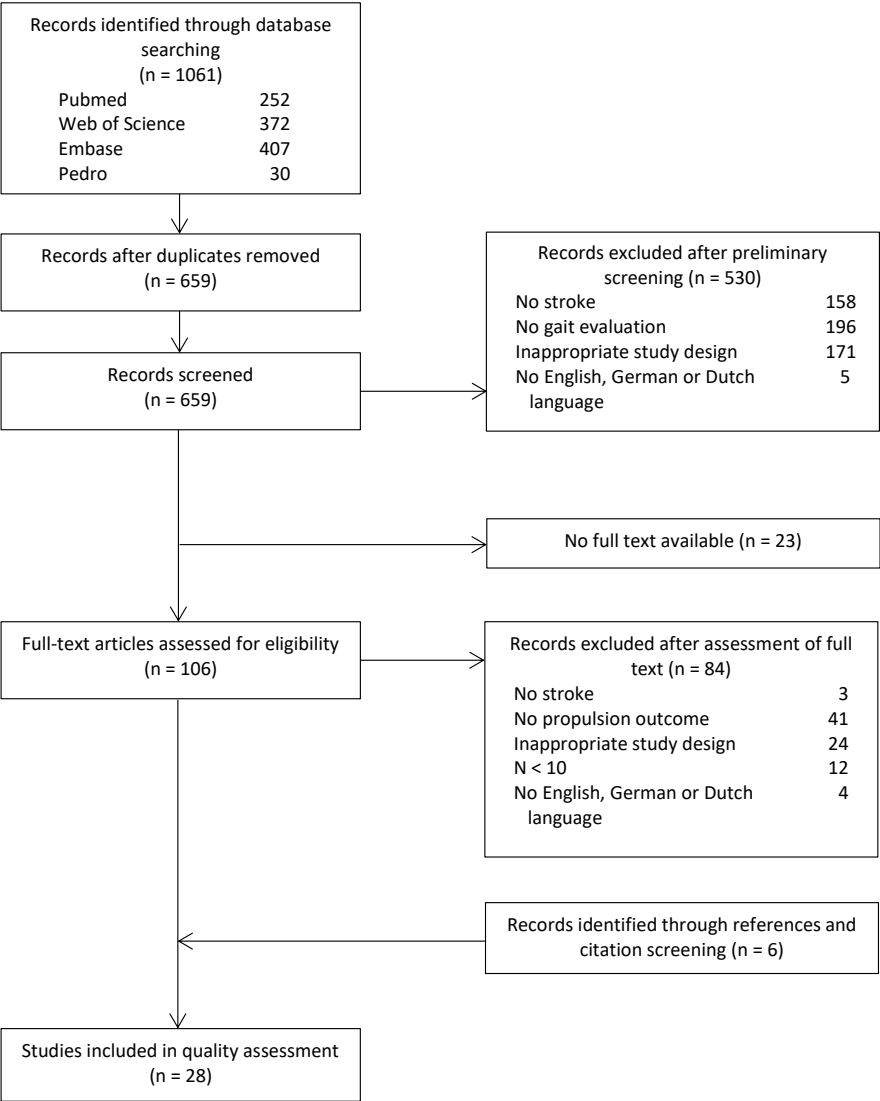 Records identified through database
searching
(n = 1061)
Pubmed 252
Web of Science 372
Embase 407
Pedro 30
Records after duplicates removed
(n = 659)
Records excluded after preliminary
screening (n = 530)
No stroke 158
No gait evaluation 196
Inappropriate study design 171
No English, German or Dutch 5
language
Records screened
(n = 659)
No full text available (n = 23)
Full-text articles assessed for eligibility
(n = 106)
Records excluded after assessment of full
text (n = 84)
No stroke 3
No propulsion outcome 41
Inappropriate study design 24
N < 10 12
No English, German or Dutch 4
language
Records identified through references and
citation screening (n = 6)
Studies included in quality assessment
(n = 28)